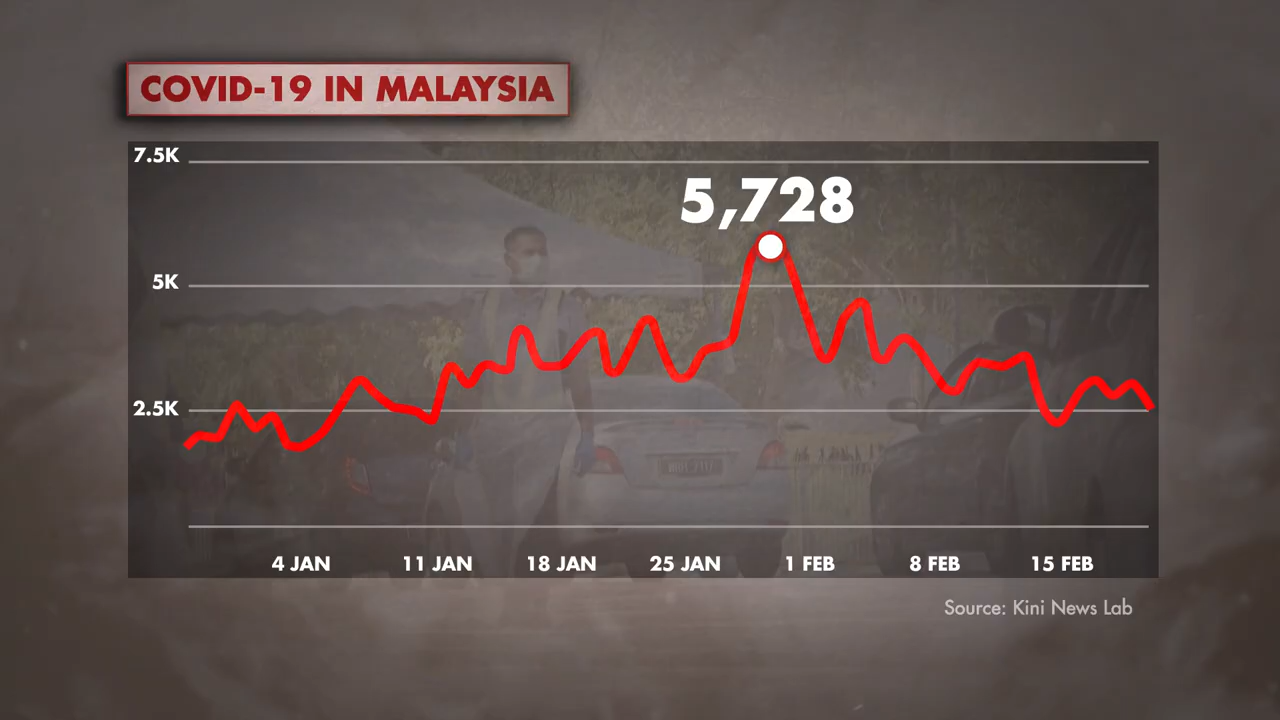 COVID-19 IN MALAYSIA
7.5K
5,728
5K
2.5K
4 JAN 11 JAN 18 JAN 25 JAN 1 FEB 8 FEB 15 FEB
Source: Kini News Lab